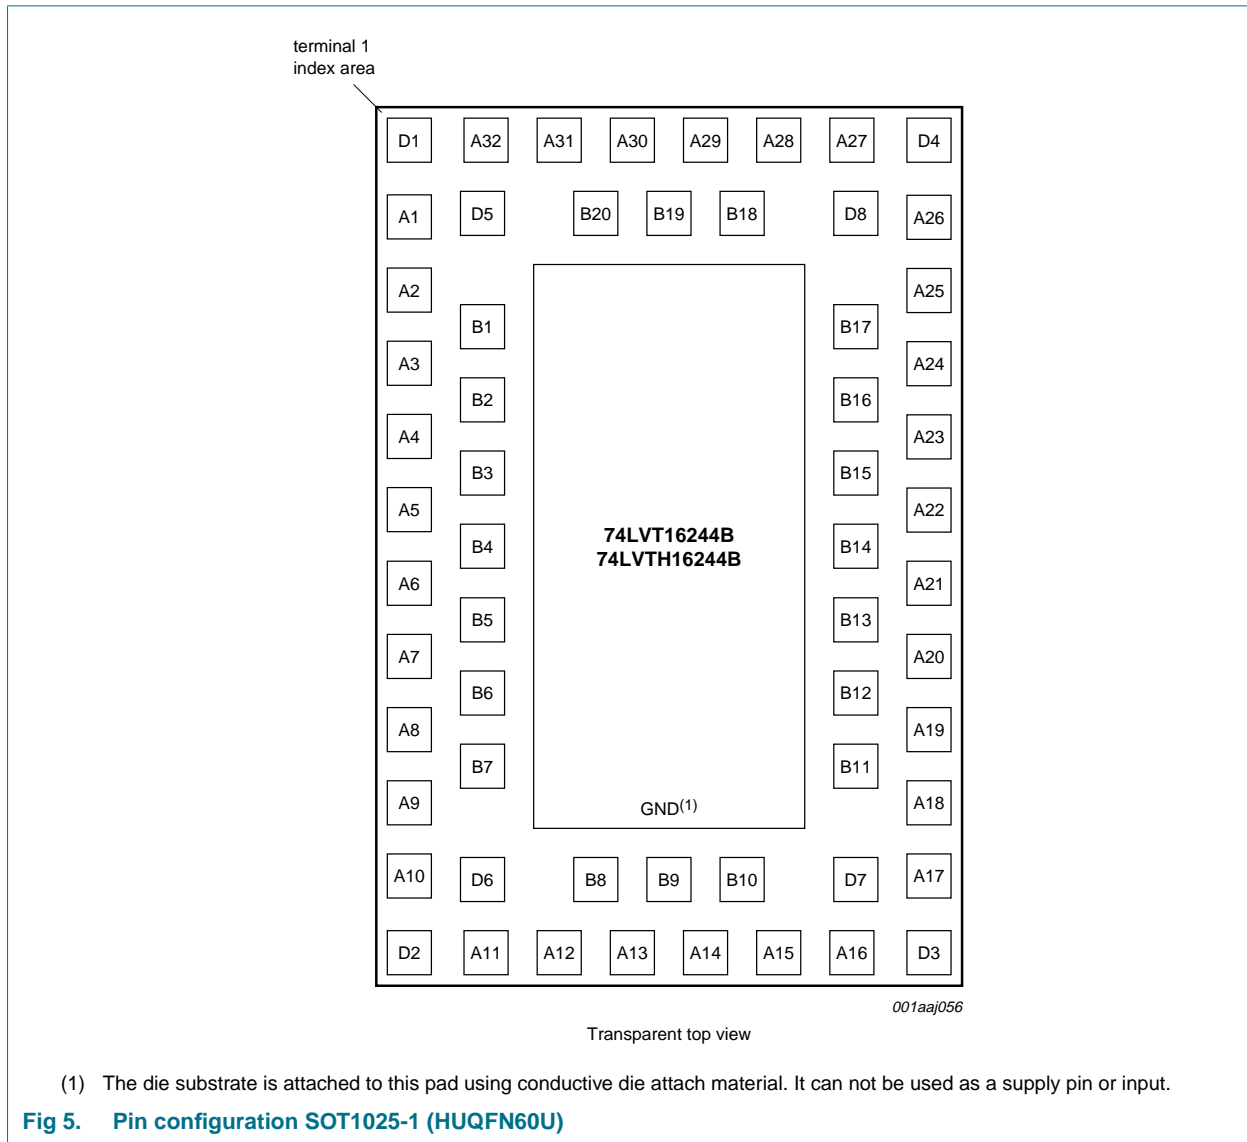 terminal 1
index area
D1 A32 A31 A30 A29 A28 A27 D4
A1 D5 B20 B19 B18 D8 A26
A2 A25
B1 B17
A3 A24
B2 B16
A4 A23
B3 B15
A5 A22
74LVT16244B
B4 B14
74LVTH16244B
A6 A21
B5 B13
A7 A20
B6 B12
A8 A19
B7 B11
A9 GND(1) A18
A10 D6 B8 B9 B10 D7 A17
D2 A11 A12 A13 A14 A15 A16 D3
001aaj056
Transparent top view
(1) The die substrate is attached to this pad using conductive die attach material. It can not be used as a supply pin or input.
Fig 5. Pin configuration SOT1025-1 (HUQFN60U)